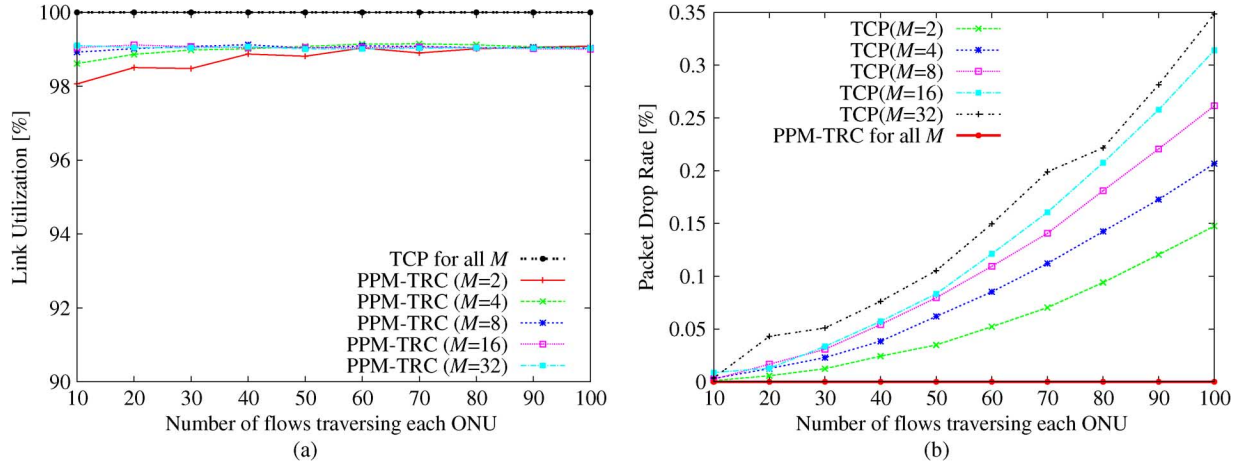 100
98
96
94
92
90
Link Utilization [%]
TCP for all M
PPM-TRC (M=2)
PPM-TRC (M=4)
PPM-TRC (M=8)
PPM-TRC (M=16)
PPM-TRC (M=32)
10 20 30 40 50 60 70 80 90 100
Number of flows traversing each ONU
(a)
0.35
0.3
0.25
0.2
0.15
0.1
0.05
0
Packet Drop Rate [%]
TCP(M=2)
TCP(M=4)
TCP(M=8)
TCP(M=16)
TCP(M=32)
PPM-TRC for all M
10 20 30 40 50 60 70 80 90 100
Number of flows traversing each ONU
(b)